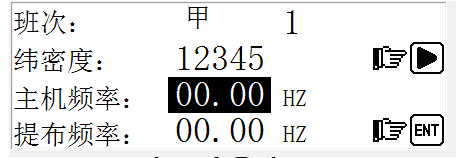 班次： 甲 1
纬密度： 12345
主机频率： 00.00 HZ
提布频率： 00.00 HZ ENT